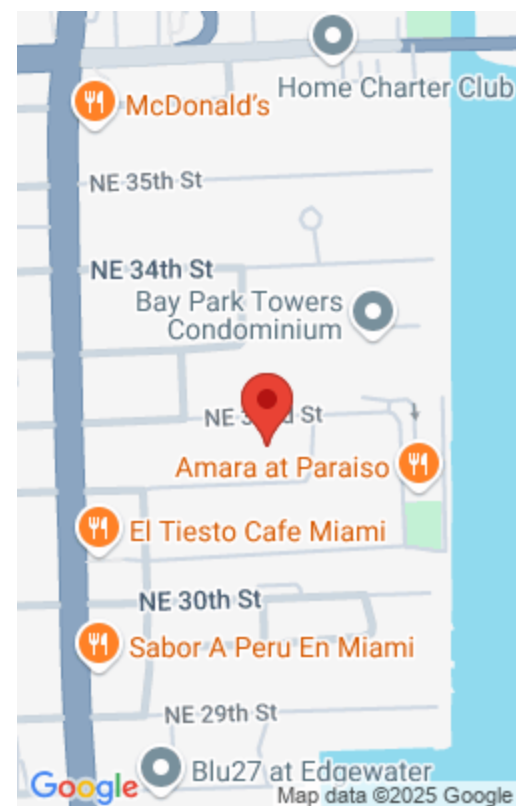 Home Charter Club
McDonald's
NE 35th St
NE 34th St
Bay Park Towers
Condominium
NE 3 d St
Amara at Paraiso
El Tiesto Cafe Miami
NE 30th St
Sabor A Peru En Miami
NE 29th St
Blu27 at Edgewater
Google
Map data ©2025 Google